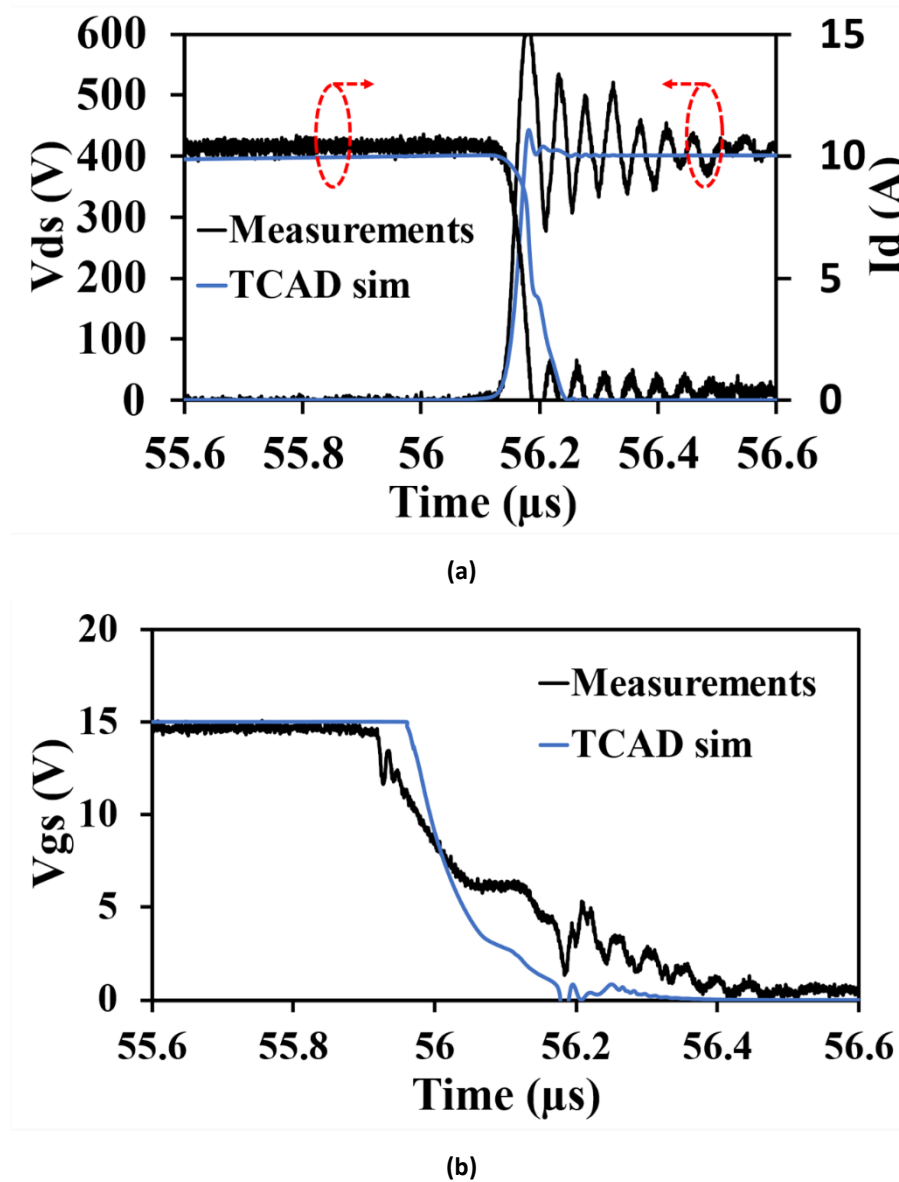 600
500
400
300
200
100
0
Vds (V)
15
10
5
0
Id (A)
Measurements
TCAD sim
55.6 55.8 56 56.2 56.4 56.6
Time (µs)
(a)
20
15
10
5
0
Vgs (V)
Measurements
TCAD sim
55.6 55.8 56 56.2 56.4 56.6
Time (µs)
(b)